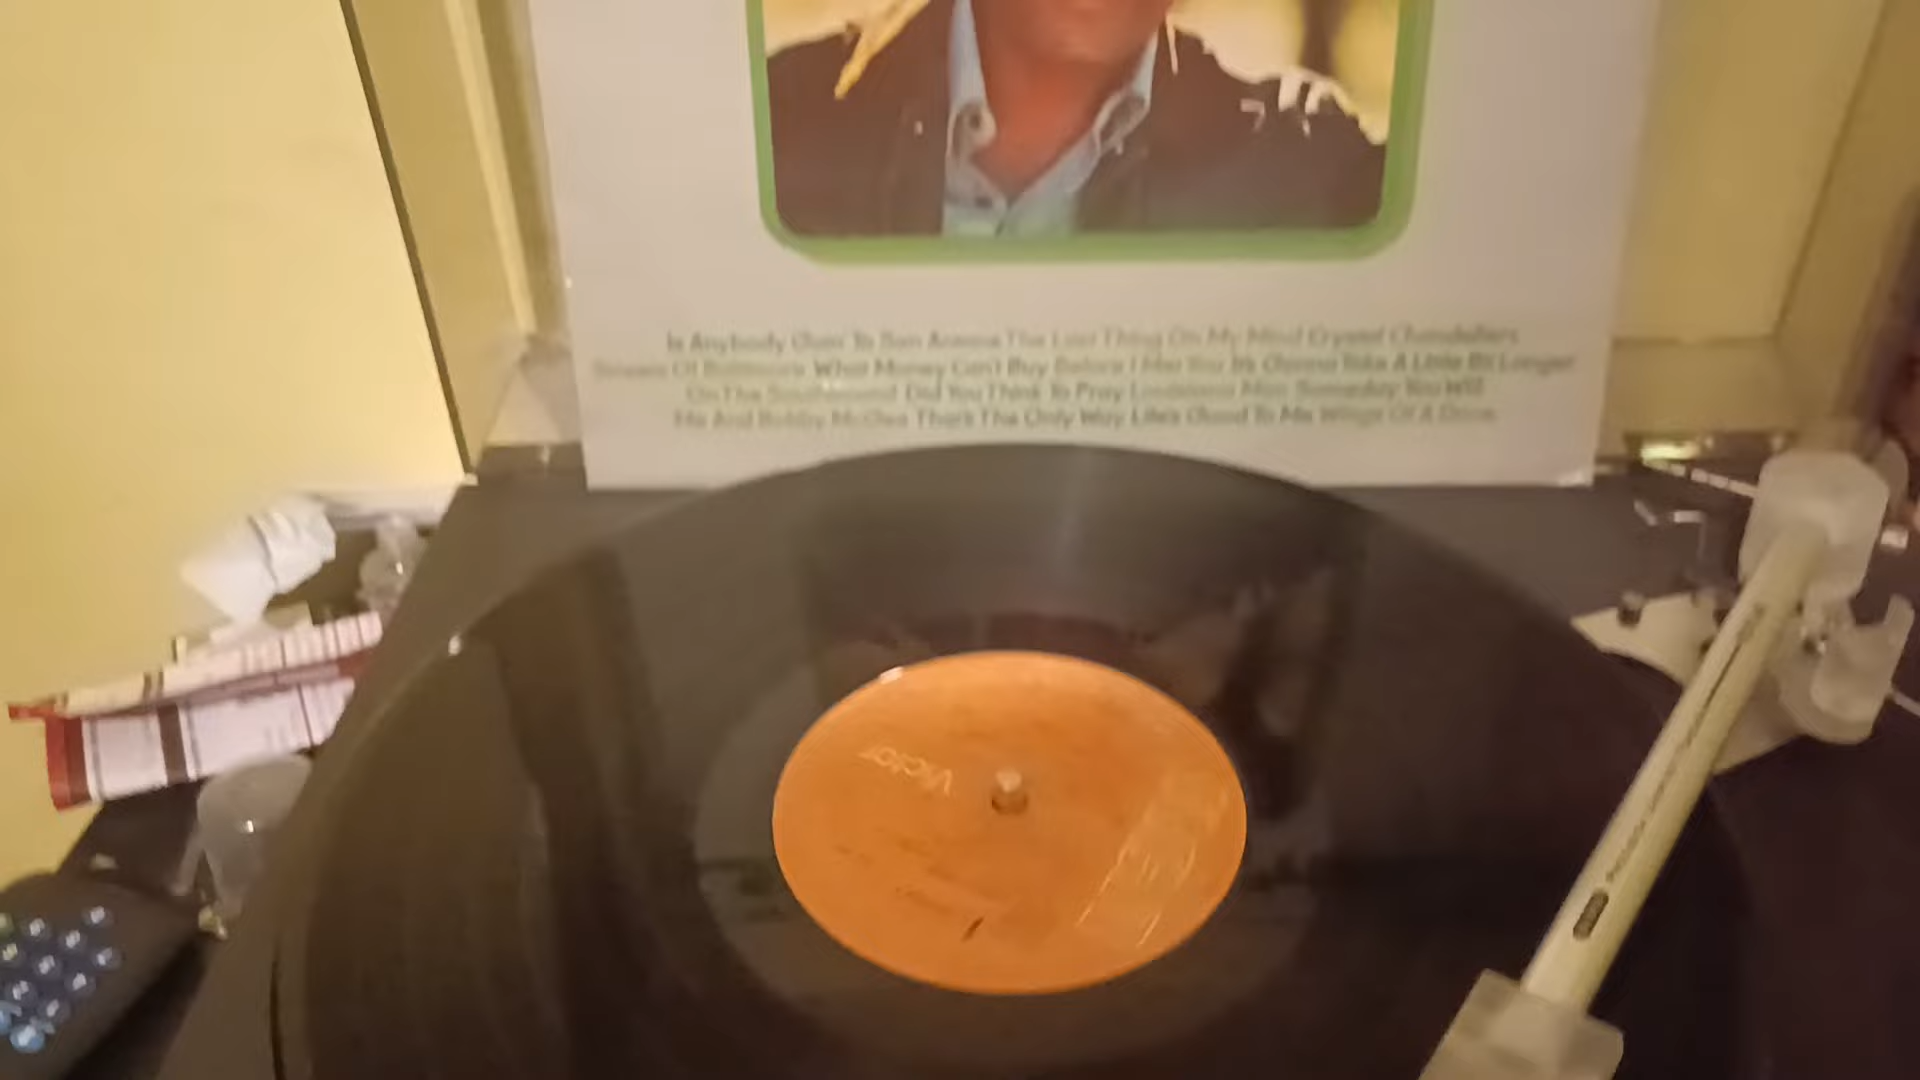 Is Anybody Goin' To San Antone The Last Thing On My Mind Crystal Chandeliers
Streets Of Baltimore What Money Can't Buy Before I Met You It's Gonna Take A Little Bit Longer
On The Southbound Did You Think To Pray Louisiana Man Someday You Will
Me And Bobby McGee That's The Only Way Life's Good To Me Wings Of A Dove
Victor